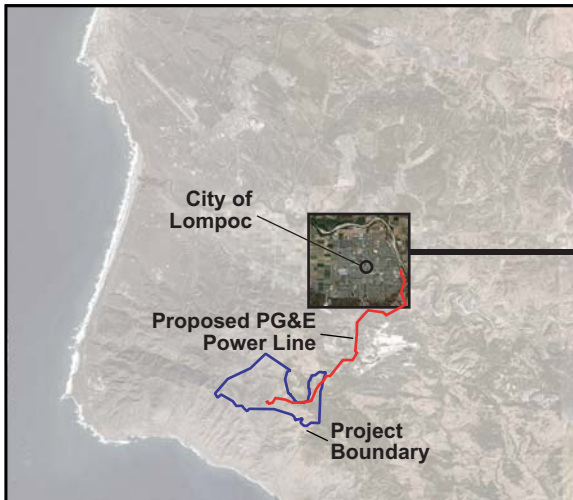 City of
Lompoc
Proposed PG&E
Power Line
Project
Boundary